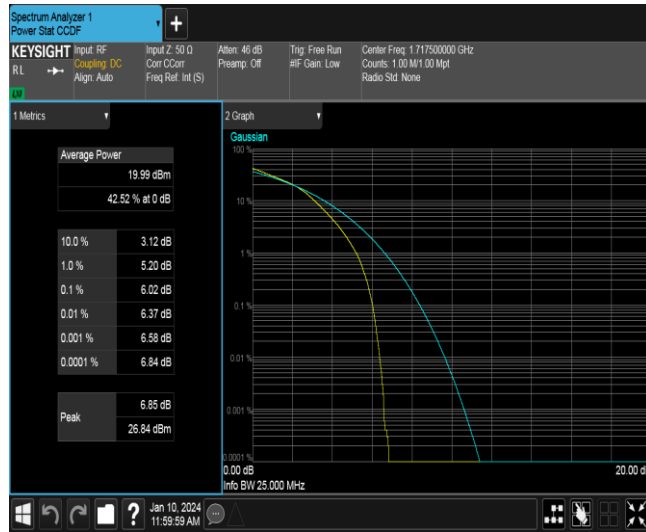 Spectrum Analyzer 1
Power Stat CCDF
+
KEYSIGHT
RL
LXI
Input: RF
Coupling: DC
Align: Auto
Input Z: 50 Ω
Corr CCorr
Freq Ref: Int (S)
Atten: 46 dB
Preamp: Off
Trig: Free Run
#IF Gain: Low
Center Freq: 1.717500000 GHz
Counts: 1.00 M/1.00 Mpt
Radio Std: None
1 Metrics
Average Power
19.99 dBm
42.52 % at 0 dB
10.0 % 3.12 dB
1.0 % 5.20 dB
0.1 % 6.02 dB
0.01 % 6.37 dB
0.001 % 6.58 dB
0.0001 % 6.84 dB
Peak
6.85 dB
26.84 dBm
2 Graph
Gaussian
100 %
10 %
1 %
0.1 %
0.01 %
0.001 %
0.0001 %
0.00 dB
20.00 d
Info BW 25.000 MHz
?
Jan 10, 2024
11:59:59 AM